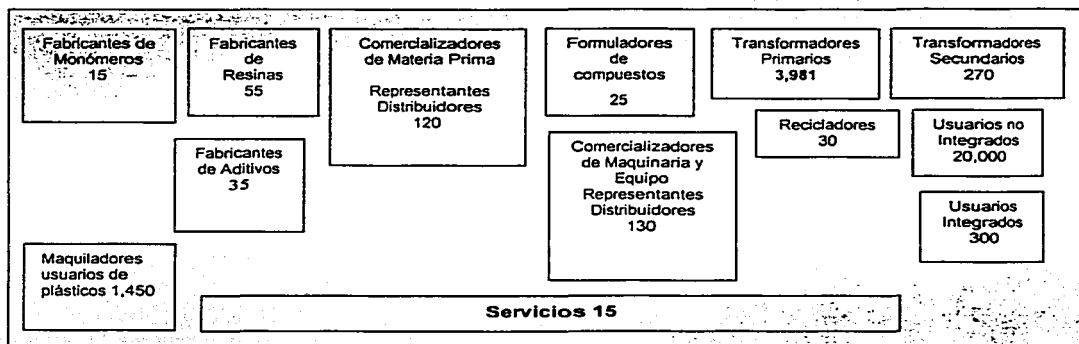 Fabricantes de
Monómeros
15
Fabricantes
de
Resinas
55
Comercializadores
de Materia Prima
Representantes
Distribuidores
120
Formuladores
de
compuestos
25
Transformadores
Primarios
3,981
Transformadores
Secundarios
270
Fabricantes
de Aditivos
35
Comercializadores
de Maquinaria y
Equipo
Representantes
Distribuidores
130
Recicladores
30
Usuarios no
Integrados
20,000
Usuarios
Integrados
300
Maquiladores
usuarios de
plásticos 1,450
Servicios 15